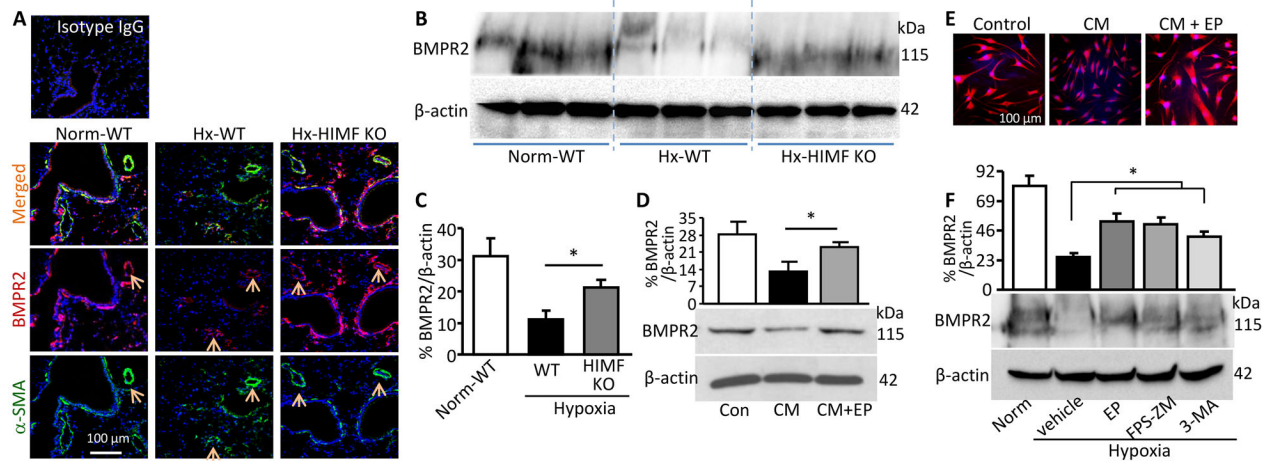 A
Isotype IgG
Norm-WT
Hx-WT
Hx-HIMF KO
Merged
BMPR2
α-SMA
100 µm
B
BMPR2
kDa
115
β-actin
42
Norm-WT
Hx-WT
Hx-HIMF KO
C
% BMPR2/β-actin
40
30
20
10
0
*
Norm-WT
WT
HIMF
KO
Hypoxia
D
% BMPR2
/β-actin
35
28
21
14
7
0
*
BMPR2
kDa
115
β-actin
42
Con
CM
CM+EP
E
Control
CM
CM + EP
100 µm
F
% BMPR2
/β-actin
92
69
46
23
0
*
BMPR2
kDa
115
β-actin
42
Norm
vehicle
EP
FPS-ZM
3-MA
Hypoxia